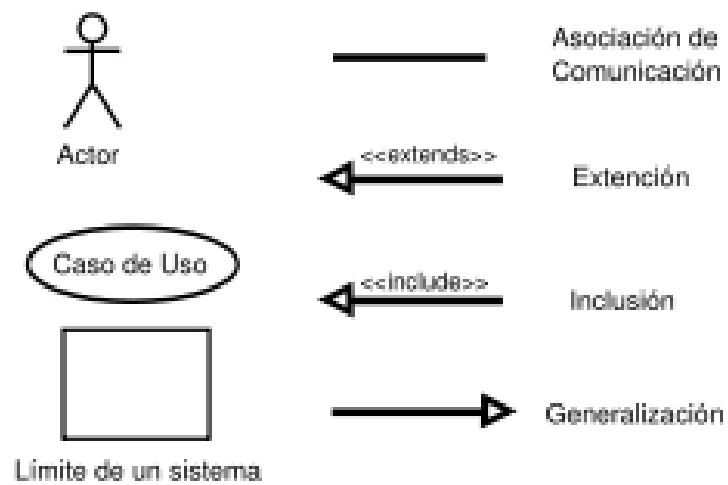 Actor
Caso de Uso
Limite de un sistema
Asociación de
Comunicación
<<extends>>
Extención
<<include>>
Inclusión
Generalización